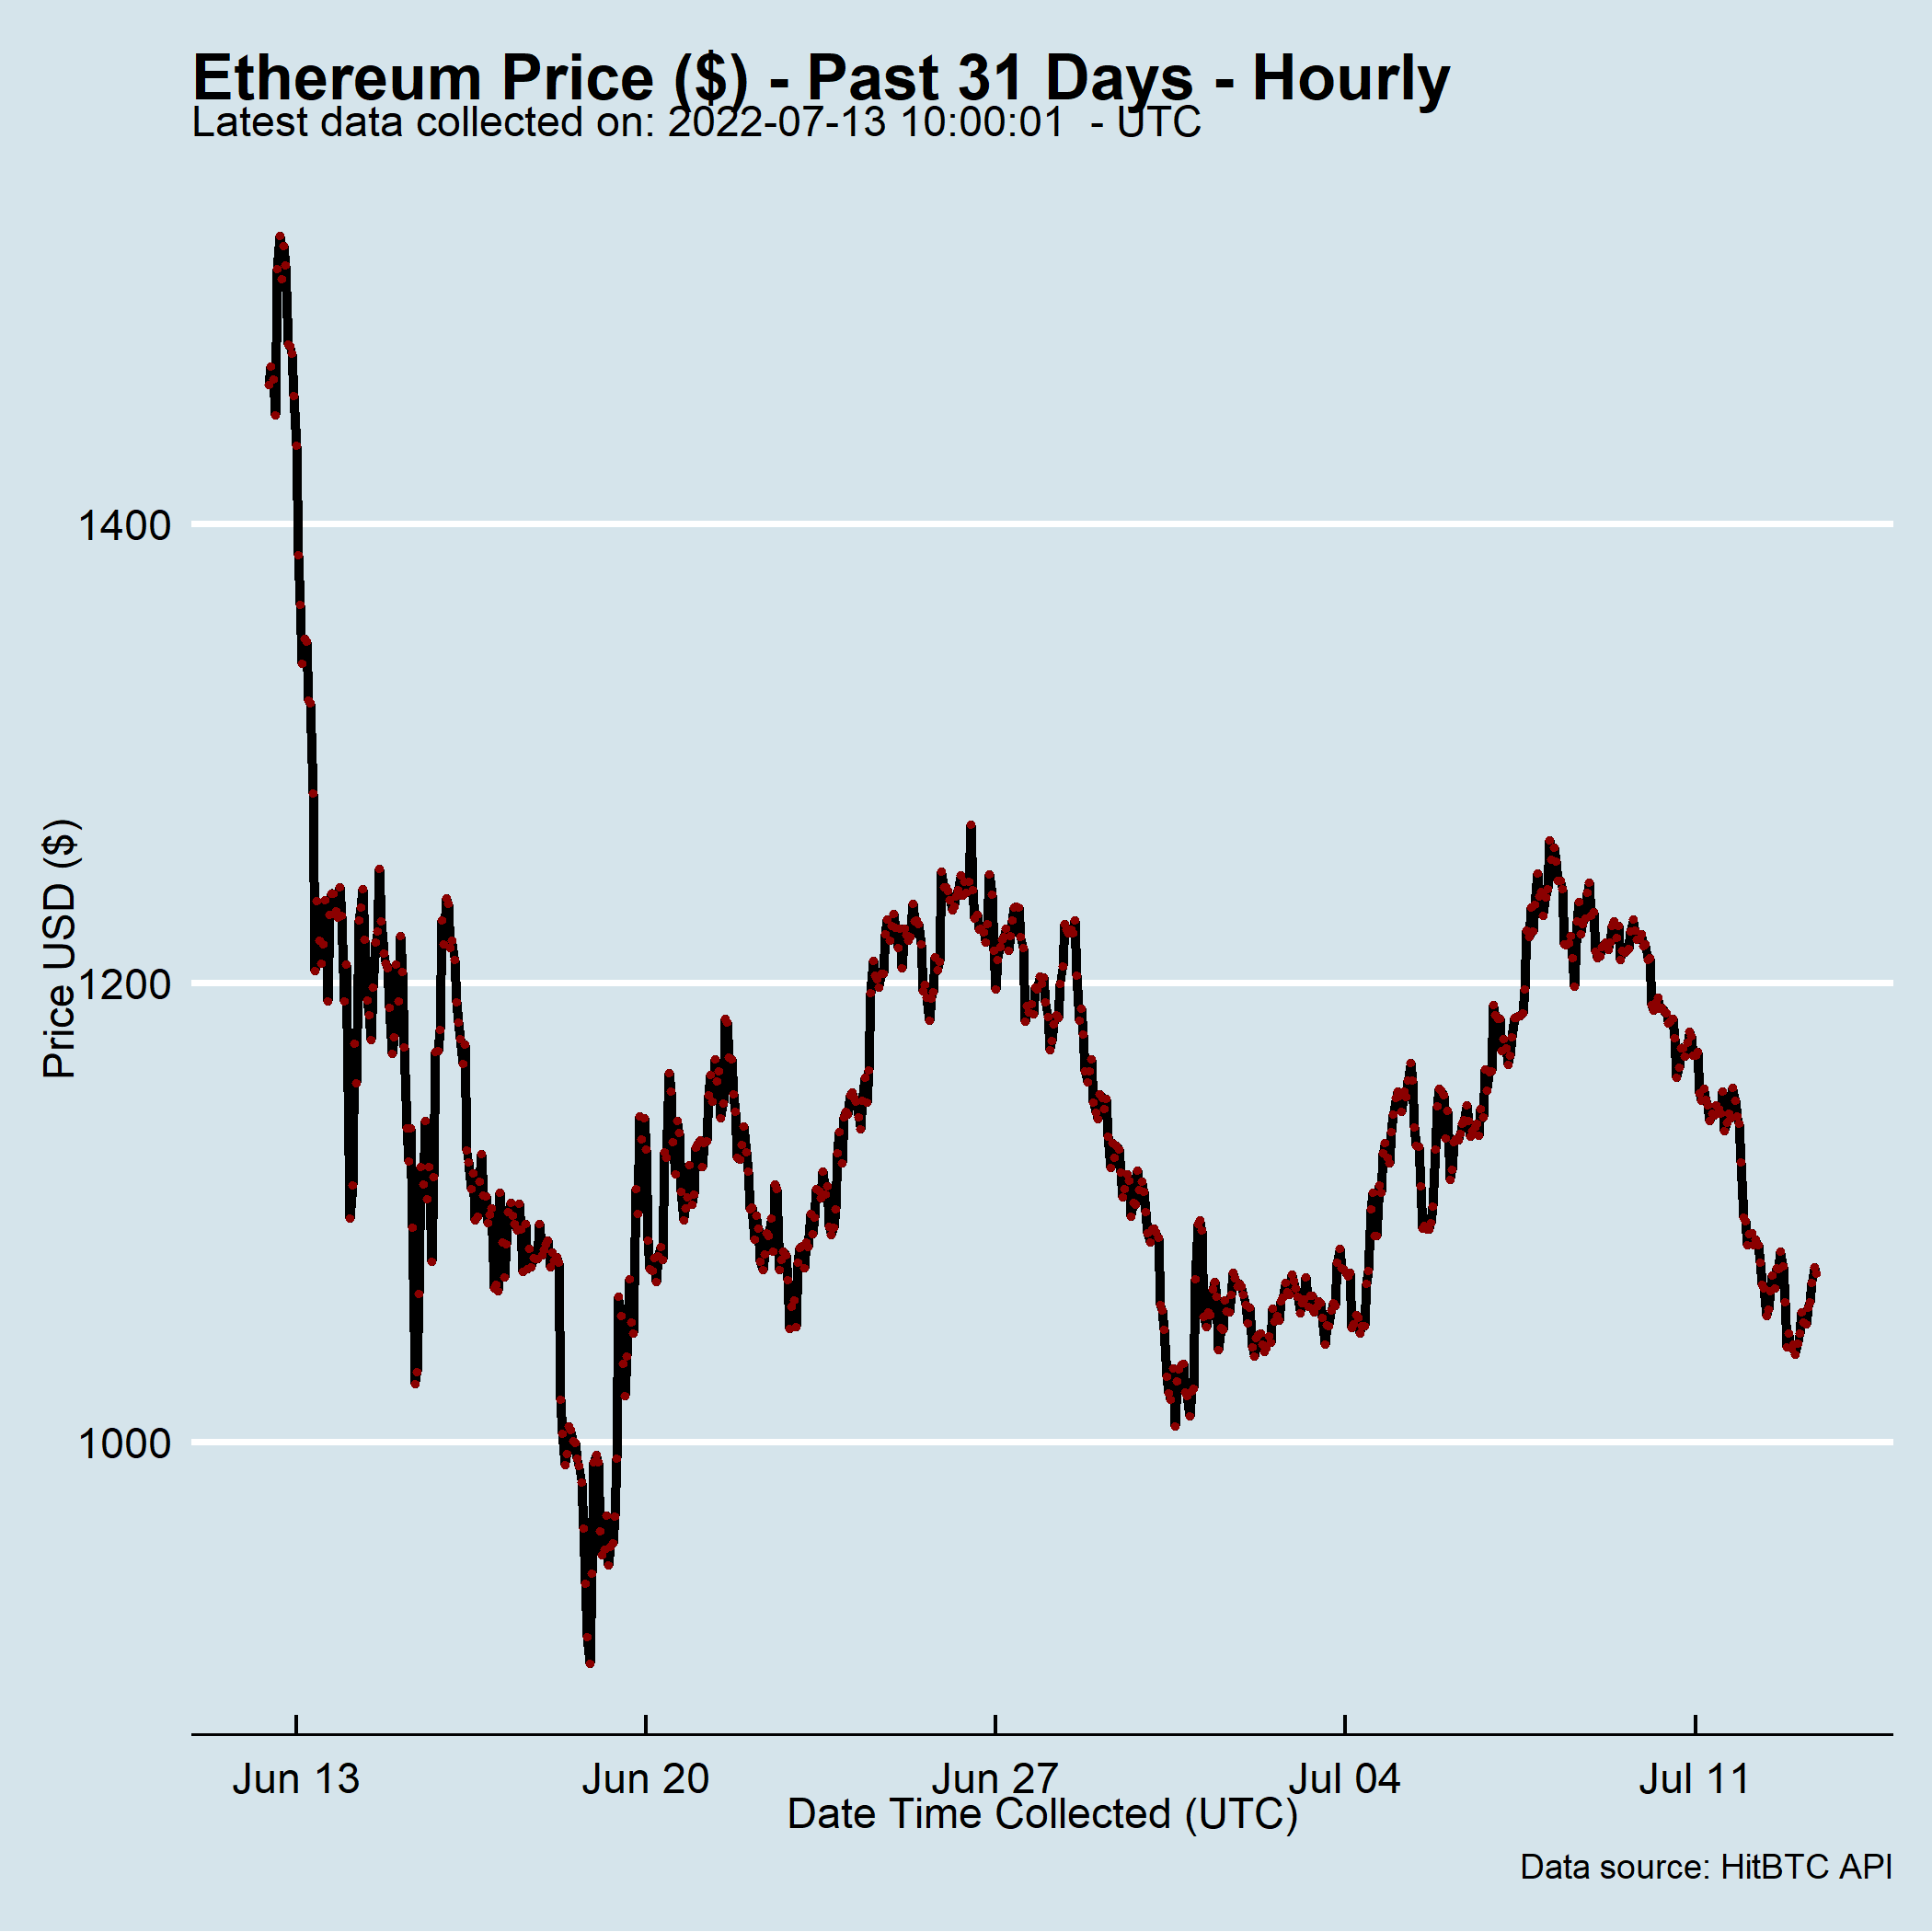 Ethereum Price ($) - Past 31 Days - Hourly
Latest data collected on: 2022-07-13 10:00:01  - UTC
Price USD ($)
1400
1200
1000
Jun 13 Jun 20 Jun 27 Jul 04 Jul 11
Date Time Collected (UTC)
Data source: HitBTC API